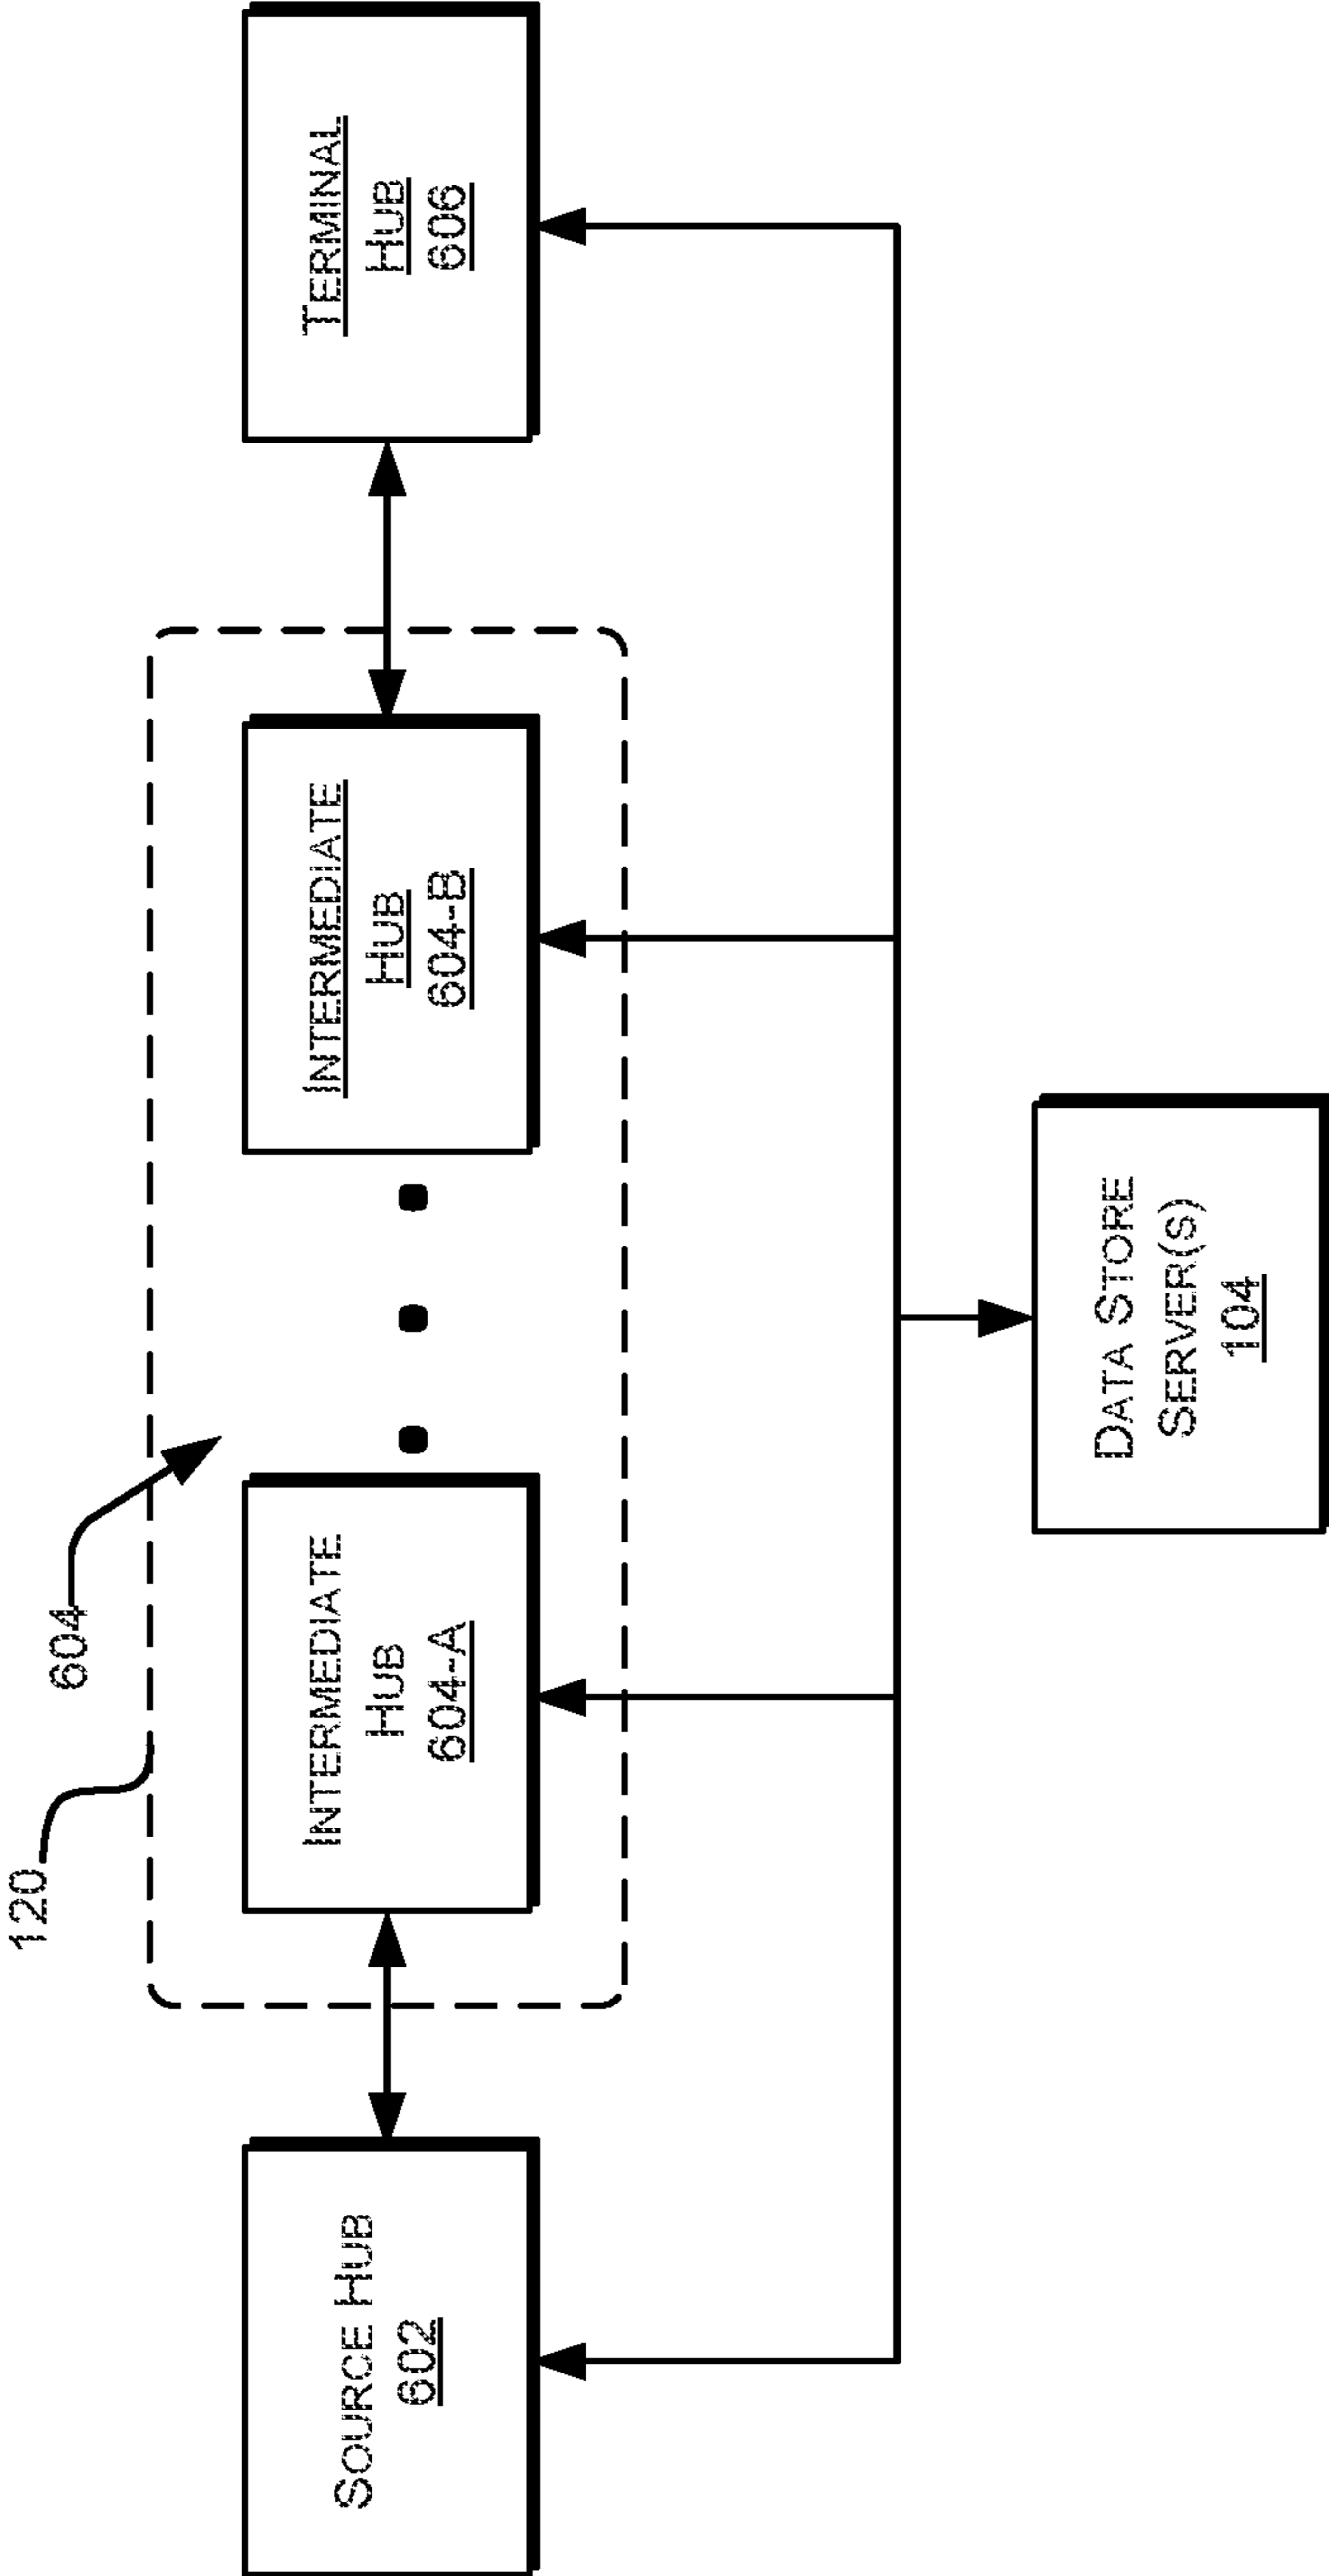 120
604
SOURCE HUB
602
INTERMEDIATE
HUB
604-A
INTERMEDIATE
HUB
604-B
TERMINAL
HUB
606
DATA STORE
SERVER(S)
104